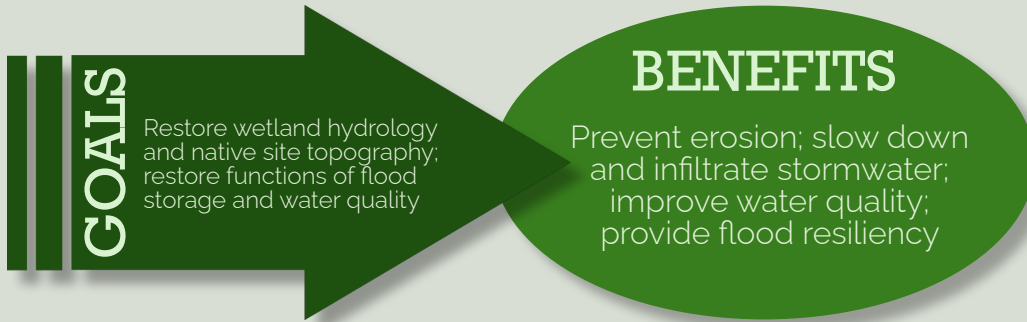 GOALS
Restore wetland hydrology
and native site topography;
restore functions of flood
storage and water quality
BENEFITS
Prevent erosion; slow down
and infiltrate stormwater;
improve water quality;
provide flood resiliency